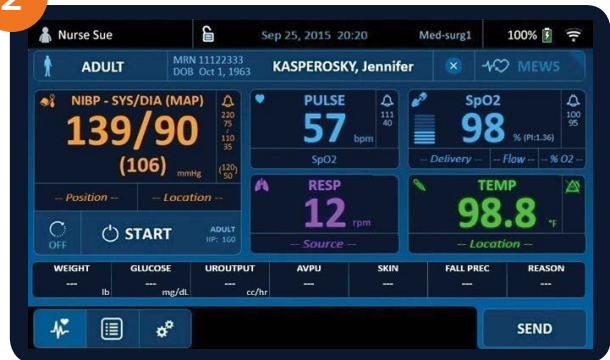 2
Nurse Sue
Sep 25, 2015 20:20
Med-surg1
100%
ADULT
MRN 11122333
DOB Oct 1, 1963
KASPEROSKY, Jennifer
MEWS
NIBP - SYS/DIA (MAP)
220
75
/
110
35
139/90
(106) mmHg
(120)
50
-- Position --
-- Location --
OFF
START
ADULT
IIP: 160
PULSE
111
40
57 bpm
SpO2
SpO2
100
95
98 % (PI:1.36)
-- Delivery --
-- Flow --
-- % O2 --
RESP
12 rpm
-- Source --
TEMP
98.8 °F
-- Location --
WEIGHT GLUCOSE UROUTPUT AVPU SKIN FALL PREC REASON
--- --- --- --- --- --- ---
lb mg/dL cc/hr
SEND